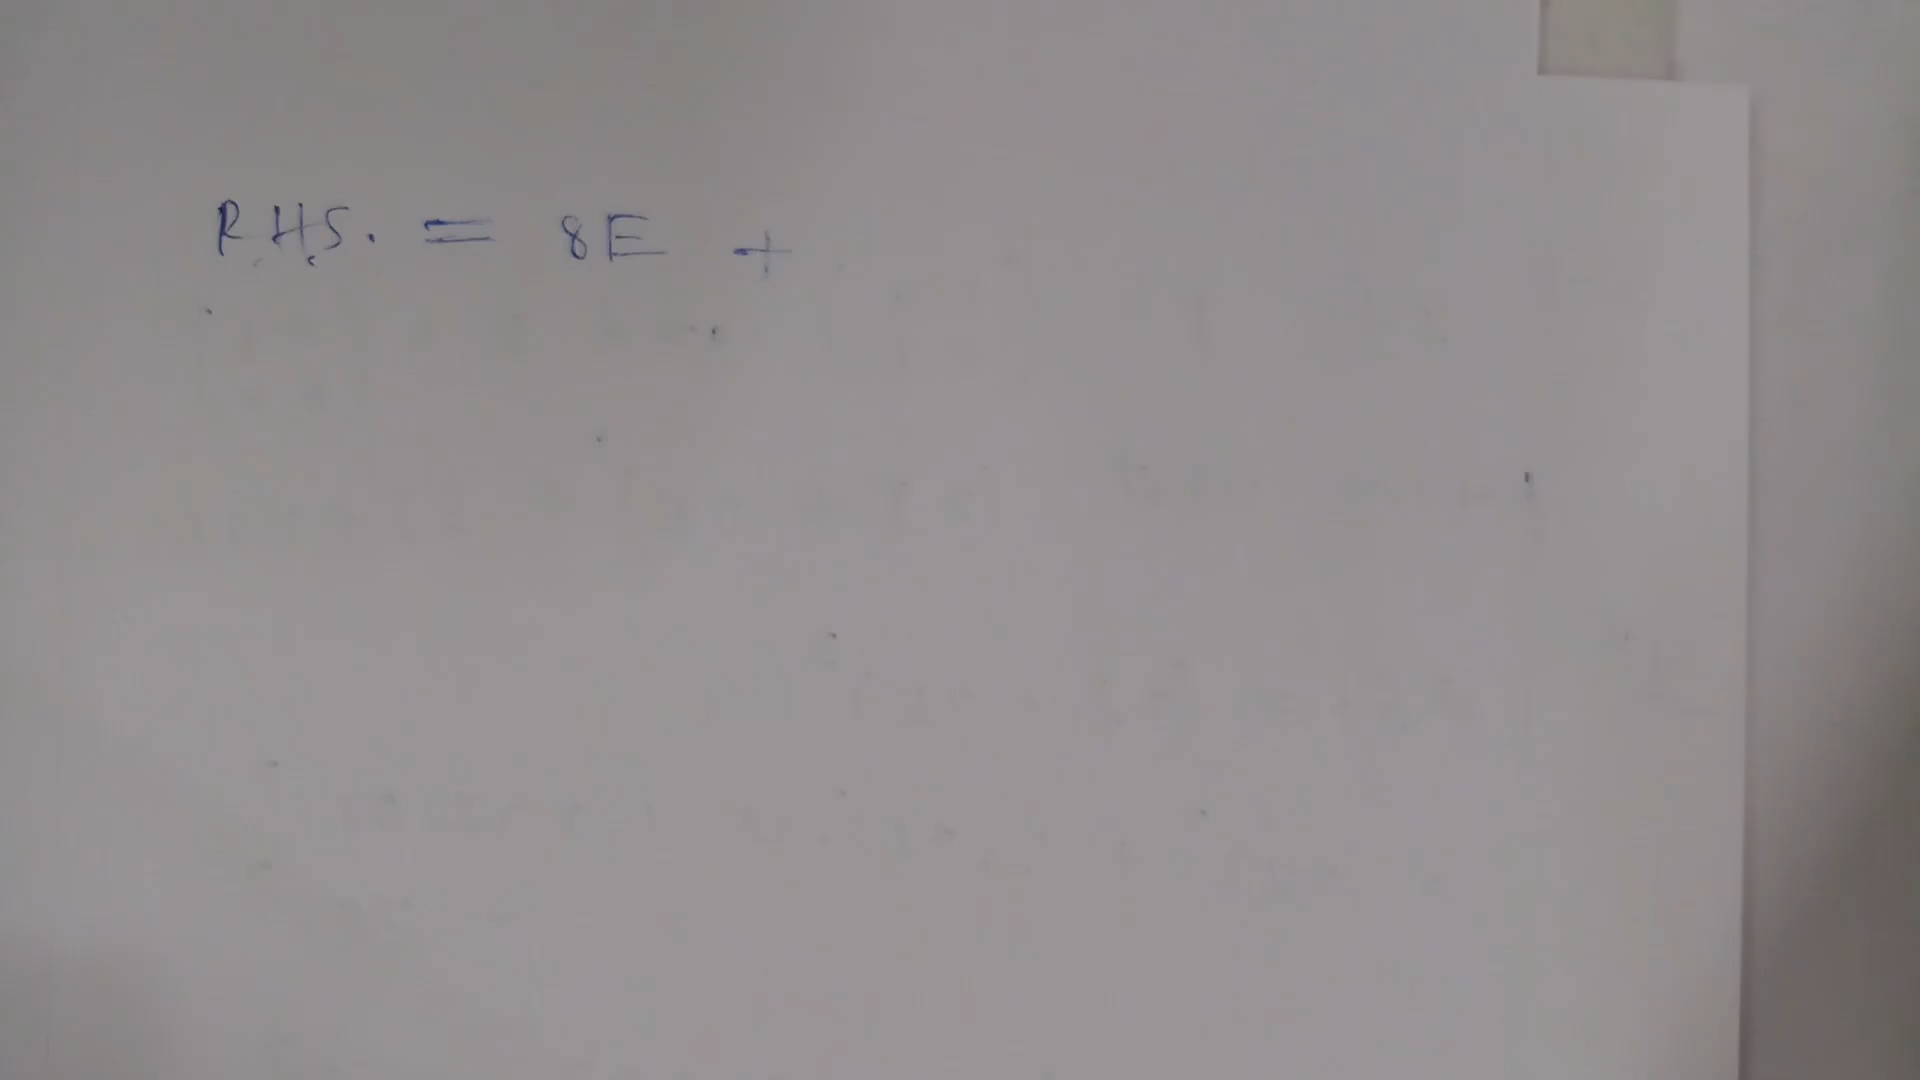 R.H.S. = 8E +